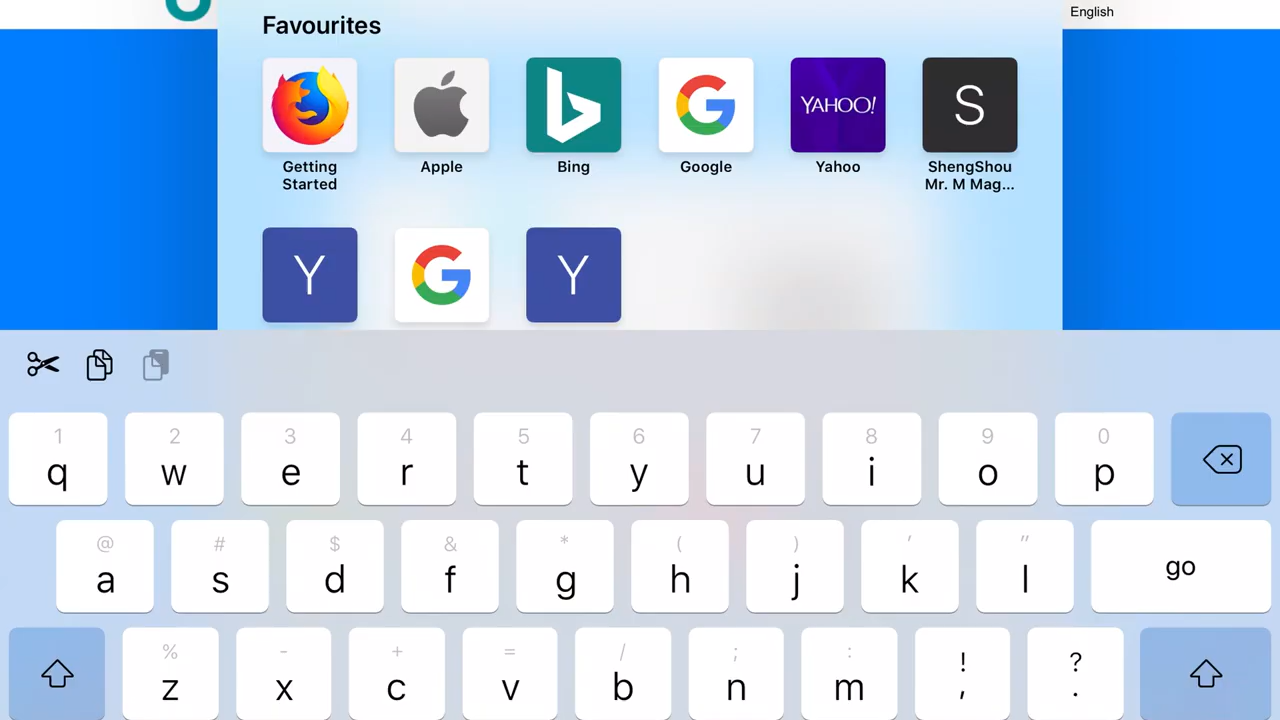 English
Favourites
YAHOO!
S
Getting
Started
Apple
Bing
Google
Yahoo
ShengShou
Mr. M Mag...
Y
G
Y
1 2 3 4 5 6 7 8 9 0
q w e r t y u i o p
@ # $ & * ( ) ' "
a s d f g h j k l go
% - + = / ; : ! ?
z x c v b n m , .